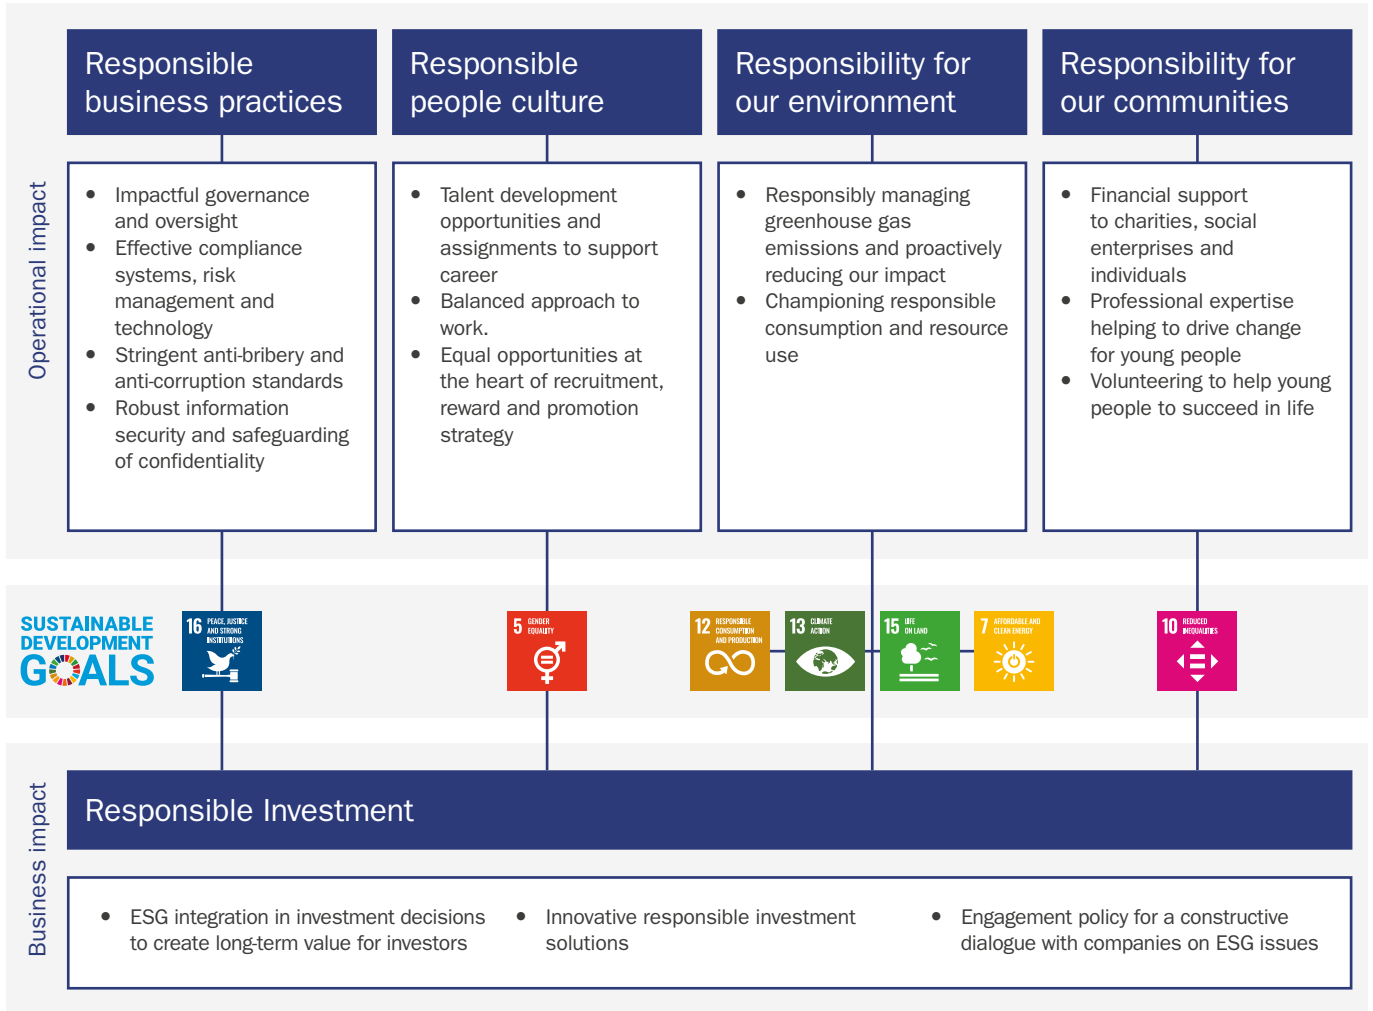 Responsible
business practices
Responsible
people culture
Responsibility for
our environment
Responsibility for
our communities
Operational impact
• Impactful governance
and oversight
• Effective compliance
systems, risk
management and
technology
• Stringent anti-bribery and
anti-corruption standards
• Robust information
security and safeguarding
of confidentiality
• Talent development
opportunities and
assignments to support
career
• Balanced approach to
work.
• Equal opportunities at
the heart of recruitment,
reward and promotion
strategy
• Responsibly managing
greenhouse gas
emissions and proactively
reducing our impact
• Championing responsible
consumption and resource
use
• Financial support
to charities, social
enterprises and
individuals
• Professional expertise
helping to drive change
for young people
• Volunteering to help young
people to succeed in life
SUSTAINABLE
DEVELOPMENT
GOALS
16 PEACE, JUSTICE
AND STRONG
INSTITUTIONS
5 GENDER
EQUALITY
12 RESPONSIBLE
CONSUMPTION
AND PRODUCTION
13 CLIMATE
ACTION
15 LIFE
ON LAND
7 AFFORDABLE AND
CLEAN ENERGY
10 REDUCED
INEQUALITIES
Business impact
Responsible Investment
• ESG integration in investment decisions
to create long-term value for investors
• Innovative responsible investment
solutions
• Engagement policy for a constructive
dialogue with companies on ESG issues